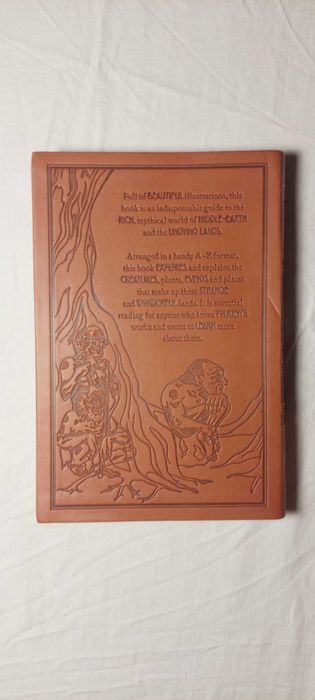 Full of BEAUTIFUL illustrations, this
book is an indispensable guide to the
RICH, mythical world of MIDDLE-EARTH
and the UNDYING LANDS.
Arranged in a handy A–Z format,
this book EXPLORES and explains the
CREATURES, plants, EVENTS and places
that make up these STRANGE
and WONDERFUL lands. It is essential
reading for anyone who loves TOLKIEN'S
works and wants to LEARN more
about them.